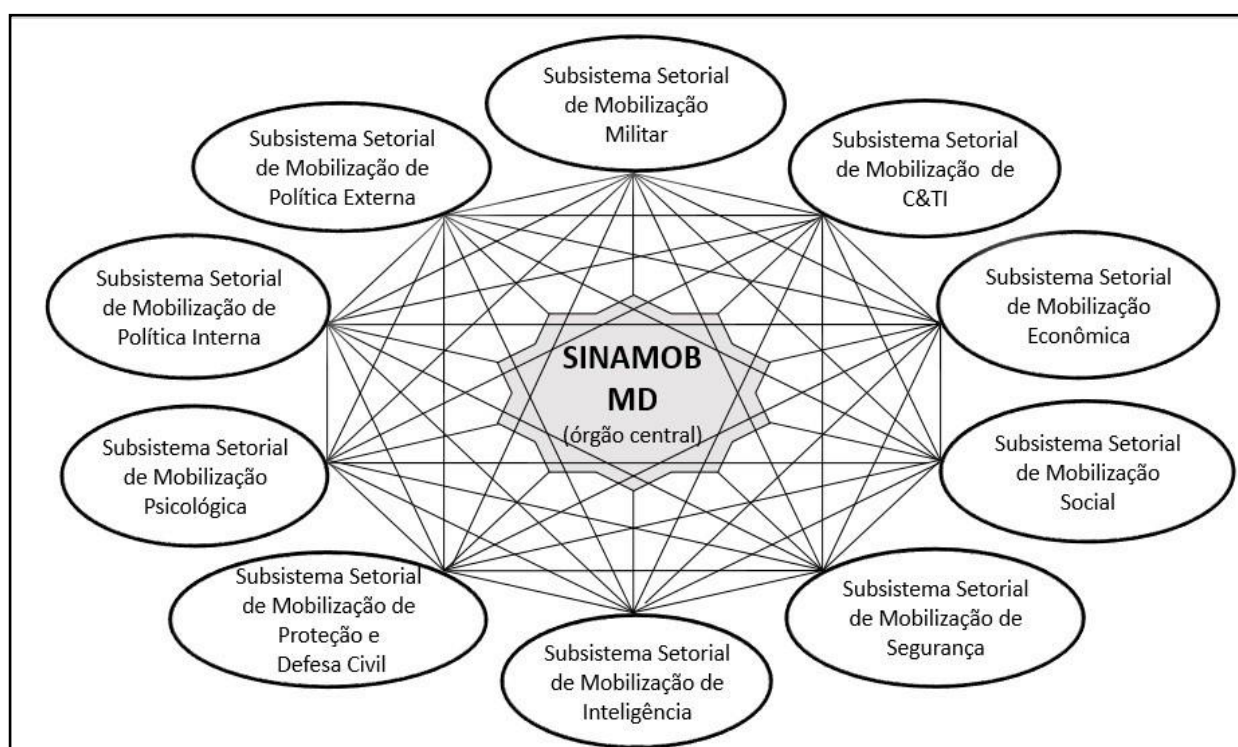 Subsistema Setorial
de Mobilização
Militar
Subsistema Setorial
de Mobilização de
Política Externa
Subsistema Setorial
de Mobilização de
C&TI
Subsistema Setorial
de Mobilização de
Política Interna
Subsistema Setorial
de Mobilização
Econômica
SINAMOB
MD
(órgão central)
Subsistema Setorial
de Mobilização
Psicológica
Subsistema Setorial
de Mobilização
Social
Subsistema Setorial
de Mobilização de
Proteção e
Defesa Civil
Subsistema Setorial
de Mobilização de
Segurança
Subsistema Setorial
de Mobilização de
Inteligência